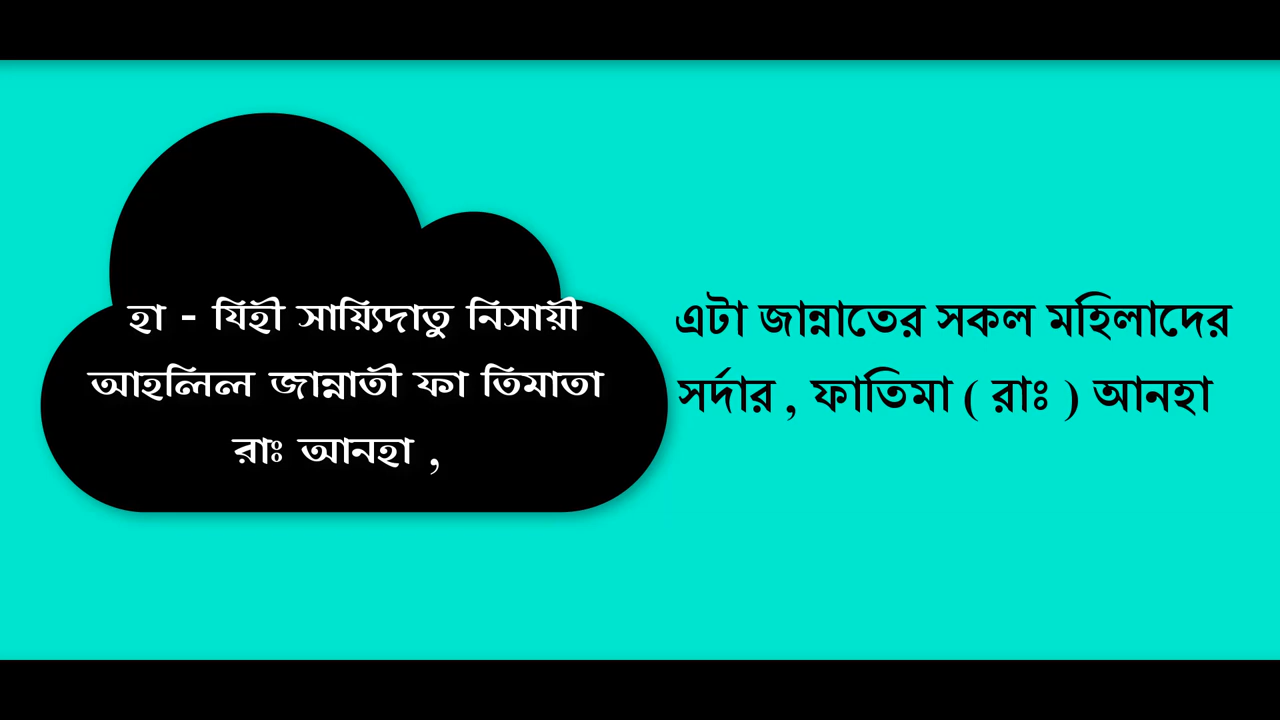 হা - যিহী সায়্যিদাতু নিসায়ী
আহলিল জান্নাতী ফা তিমাতা
রাঃ আনহা ,
এটা জান্নাতের সকল মহিলাদের
সর্দার , ফাতিমা ( রাঃ ) আনহা